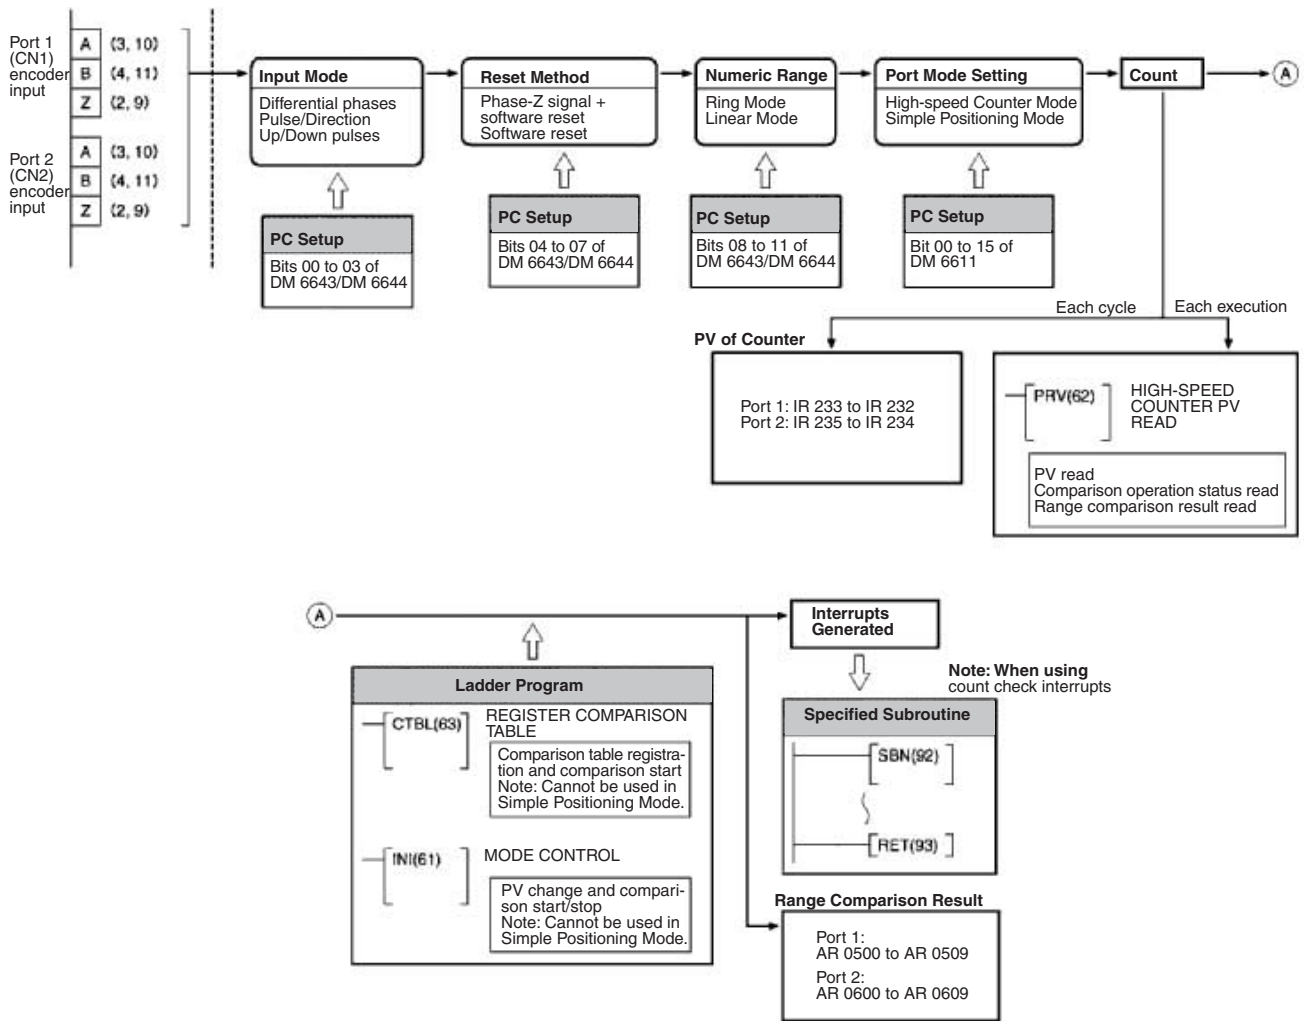 Port 1
(CN1)
encoder
input
A (3, 10)
B (4, 11)
Z (2, 9)
Port 2
(CN2)
encoder
input
A (3, 10)
B (4, 11)
Z (2, 9)
Input Mode
Differential phases
Pulse/Direction
Up/Down pulses
PC Setup
Bits 00 to 03 of
DM 6643/DM 6644
Reset Method
Phase-Z signal +
software reset
Software reset
PC Setup
Bits 04 to 07 of
DM 6643/DM 6644
Numeric Range
Ring Mode
Linear Mode
PC Setup
Bits 08 to 11 of
DM 6643/DM 6644
Port Mode Setting
High-speed Counter Mode
Simple Positioning Mode
PC Setup
Bit 00 to 15 of
DM 6611
Count
A
Each cycle
Each execution
PV of Counter
Port 1: IR 233 to IR 232
Port 2: IR 235 to IR 234
PRV(62)
HIGH-SPEED
COUNTER PV
READ
PV read
Comparison operation status read
Range comparison result read
A
Ladder Program
CTBL(63)
REGISTER COMPARISON
TABLE
Comparison table registra-
tion and comparison start
Note: Cannot be used in
Simple Positioning Mode.
INI(61)
MODE CONTROL
PV change and compari-
son start/stop
Note: Cannot be used in
Simple Positioning Mode.
Interrupts
Generated
Note: When using
count check interrupts
Specified Subroutine
SBN(92)
RET(93)
Range Comparison Result
Port 1:
AR 0500 to AR 0509
Port 2:
AR 0600 to AR 0609